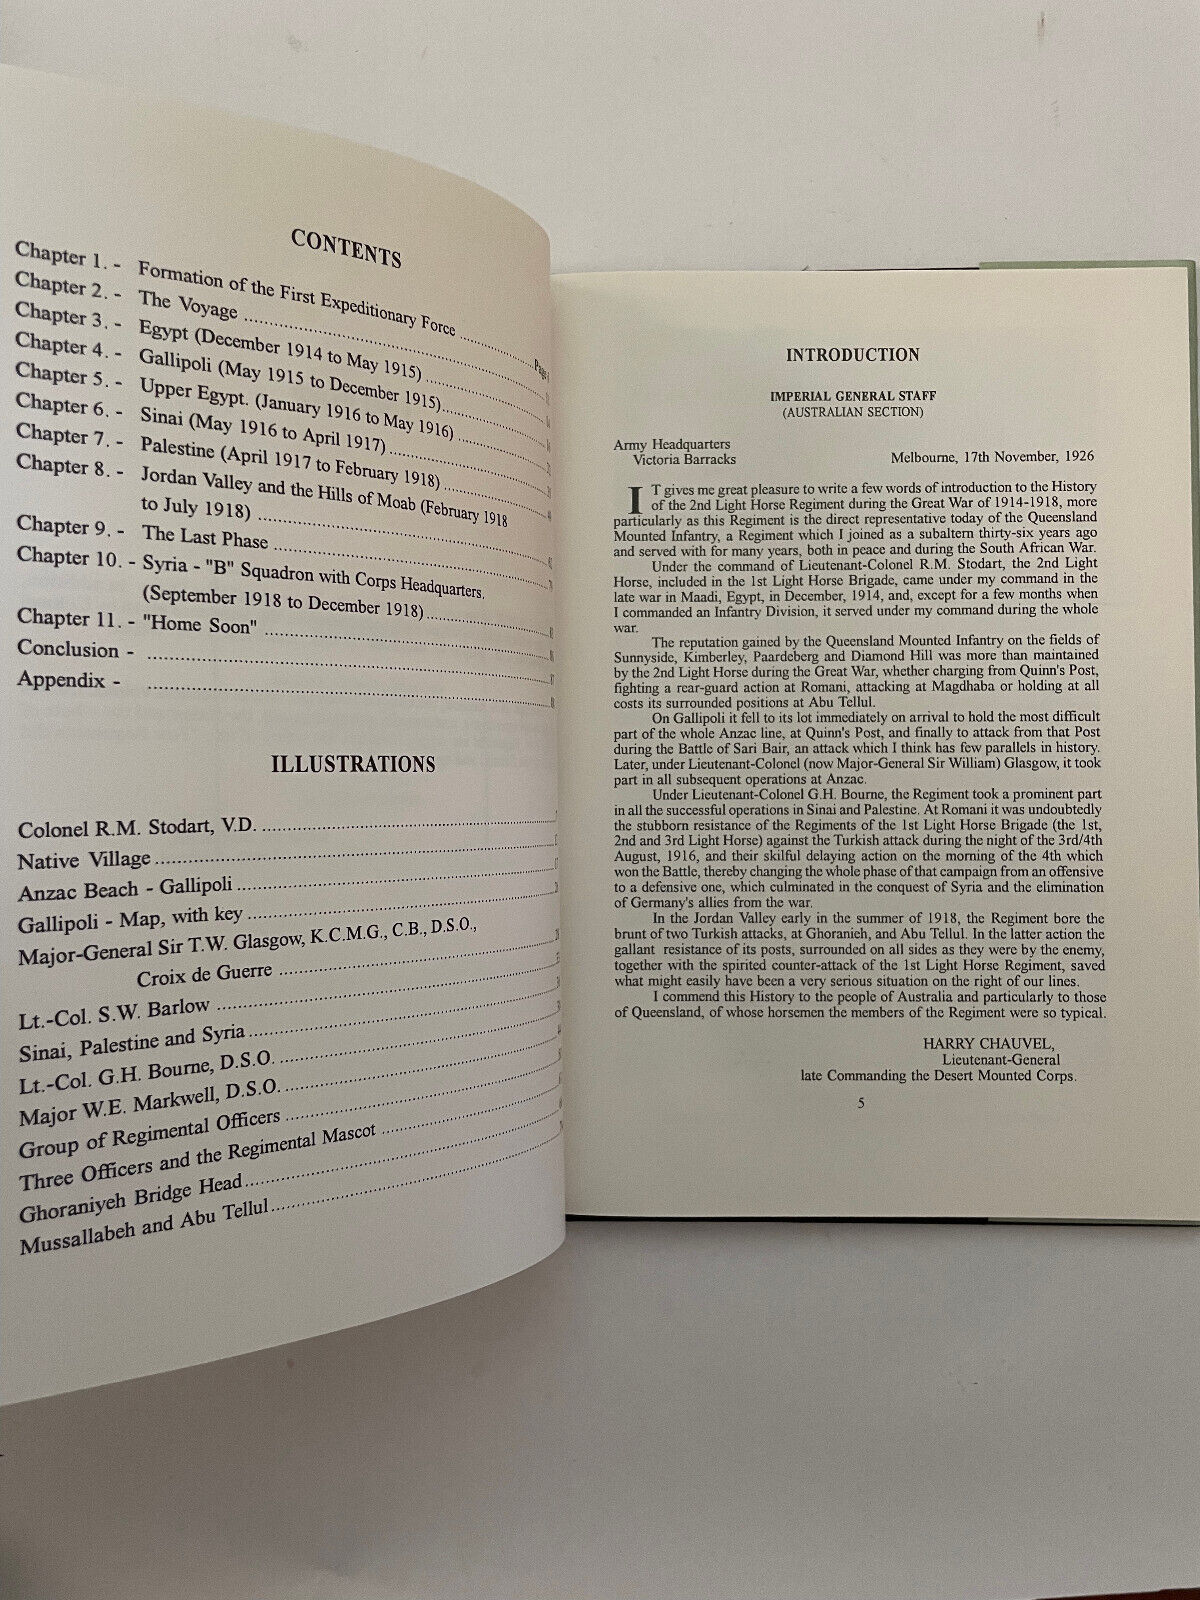 CONTENTS
Chapter 1. - Formation of the First Expeditionary Force
Chapter 2. - The Voyage
Chapter 3. - Egypt (December 1914 to May 1915)
Chapter 4. - Gallipoli (May 1915 to December 1915)
Chapter 5. - Upper Egypt. (January 1916 to May 1916)
Chapter 6. - Sinai (May 1916 to April 1917)
Chapter 7. - Palestine (April 1917 to February 1918)
Chapter 8. - Jordan Valley and the Hills of Moab (February 1918
to July 1918)
Chapter 9. - The Last Phase
Chapter 10. - Syria - "B" Squadron with Corps Headquarters.
(September 1918 to December 1918)
Chapter 11. - "Home Soon"
Conclusion -
Appendix -
ILLUSTRATIONS
Colonel R.M. Stodart, V.D.
Native Village
Anzac Beach - Gallipoli
Gallipoli - Map, with key
Major-General Sir T.W. Glasgow, K.C.M.G., C.B., D.S.O.,
Croix de Guerre
Lt.-Col. S.W. Barlow
Sinai, Palestine and Syria
Lt.-Col. G.H. Bourne, D.S.O.
Major W.E. Markwell, D.S.O.
Group of Regimental Officers
Three Officers and the Regimental Mascot
Ghoraniyeh Bridge Head
Mussallabeh and Abu Tellul
INTRODUCTION
IMPERIAL GENERAL STAFF
(AUSTRALIAN SECTION)
Army Headquarters
Victoria Barracks Melbourne, 17th November, 1926
IT gives me great pleasure to write a few words of introduction to the History
of the 2nd Light Horse Regiment during the Great War of 1914-1918, more
particularly as this Regiment is the direct representative today of the Queensland
Mounted Infantry, a Regiment which I joined as a subaltern thirty-six years ago
and served with for many years, both in peace and during the South African War.
Under the command of Lieutenant-Colonel R.M. Stodart, the 2nd Light
Horse, included in the 1st Light Horse Brigade, came under my command in the
late war in Maadi, Egypt, in December, 1914, and, except for a few months when
I commanded an Infantry Division, it served under my command during the whole
war.
The reputation gained by the Queensland Mounted Infantry on the fields of
Sunnyside, Kimberley, Paardeberg and Diamond Hill was more than maintained
by the 2nd Light Horse during the Great War, whether charging from Quinn's Post,
fighting a rear-guard action at Romani, attacking at Magdhaba or holding at all
costs its surrounded positions at Abu Tellul.
On Gallipoli it fell to its lot immediately on arrival to hold the most difficult
part of the whole Anzac line, at Quinn's Post, and finally to attack from that Post
during the Battle of Sari Bair, an attack which I think has few parallels in history.
Later, under Lieutenant-Colonel (now Major-General Sir William) Glasgow, it took
part in all subsequent operations at Anzac.
Under Lieutenant-Colonel G.H. Bourne, the Regiment took a prominent part
in all the successful operations in Sinai and Palestine. At Romani it was undoubtedly
the stubborn resistance of the Regiments of the 1st Light Horse Brigade (the 1st,
2nd and 3rd Light Horse) against the Turkish attack during the night of the 3rd/4th
August, 1916, and their skilful delaying action on the morning of the 4th which
won the Battle, thereby changing the whole phase of that campaign from an offensive
to a defensive one, which culminated in the conquest of Syria and the elimination
of Germany's allies from the war.
In the Jordan Valley early in the summer of 1918, the Regiment bore the
brunt of two Turkish attacks, at Ghoranieh, and Abu Tellul. In the latter action the
gallant resistance of its posts, surrounded on all sides as they were by the enemy,
together with the spirited counter-attack of the 1st Light Horse Regiment, saved
what might easily have been a very serious situation on the right of our lines.
I commend this History to the people of Australia and particularly to those
of Queensland, of whose horsemen the members of the Regiment were so typical.
HARRY CHAUVEL,
Lieutenant-General
late Commanding the Desert Mounted Corps.
5